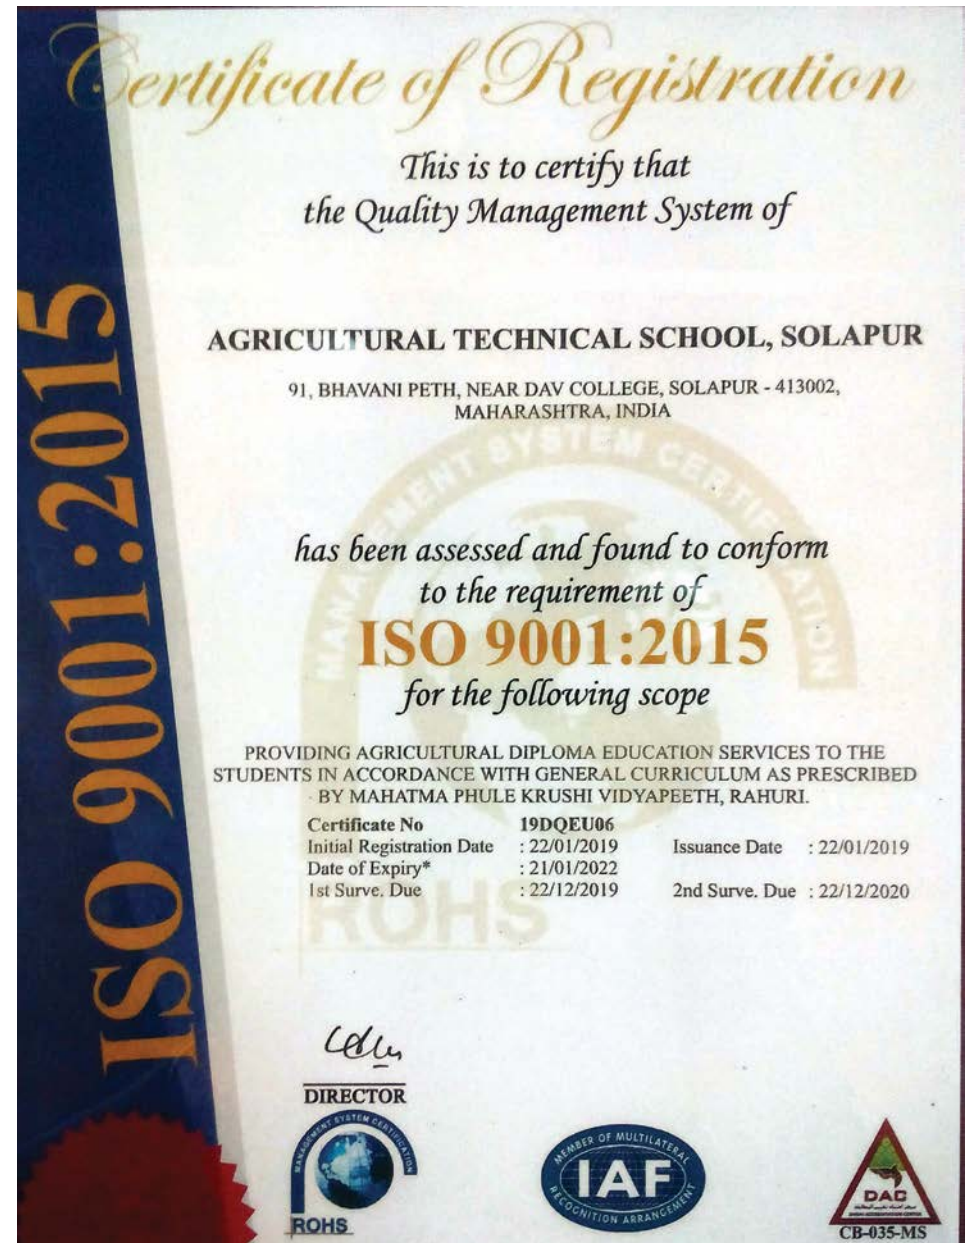 Certificate of Registration
This is to certify that
the Quality Management System of
AGRICULTURAL TECHNICAL SCHOOL, SOLAPUR
91, BHAVANI PETH, NEAR DAV COLLEGE, SOLAPUR - 413002,
MAHARASHTRA, INDIA
MANAGEMENT SYSTEM CERTIFICATION
has been assessed and found to conform
to the requirement of
ISO 9001:2015
for the following scope
PROVIDING AGRICULTURAL DIPLOMA EDUCATION SERVICES TO THE
STUDENTS IN ACCORDANCE WITH GENERAL CURRICULUM AS PRESCRIBED
BY MAHATMA PHULE KRUSHI VIDYAPEETH, RAHURI.
Certificate No 19DQEU06
Initial Registration Date : 22/01/2019 Issuance Date : 22/01/2019
Date of Expiry* : 21/01/2022
1st Surve. Due : 22/12/2019 2nd Surve. Due : 22/12/2020
ROHS
ISO 9001:2015
DIRECTOR
MANAGEMENT SYSTEM CERTIFICATION
ROHS
MEMBER OF MULTILATERAL
IAF
RECOGNITION ARRANGEMENT
DAC
CB-035-MS